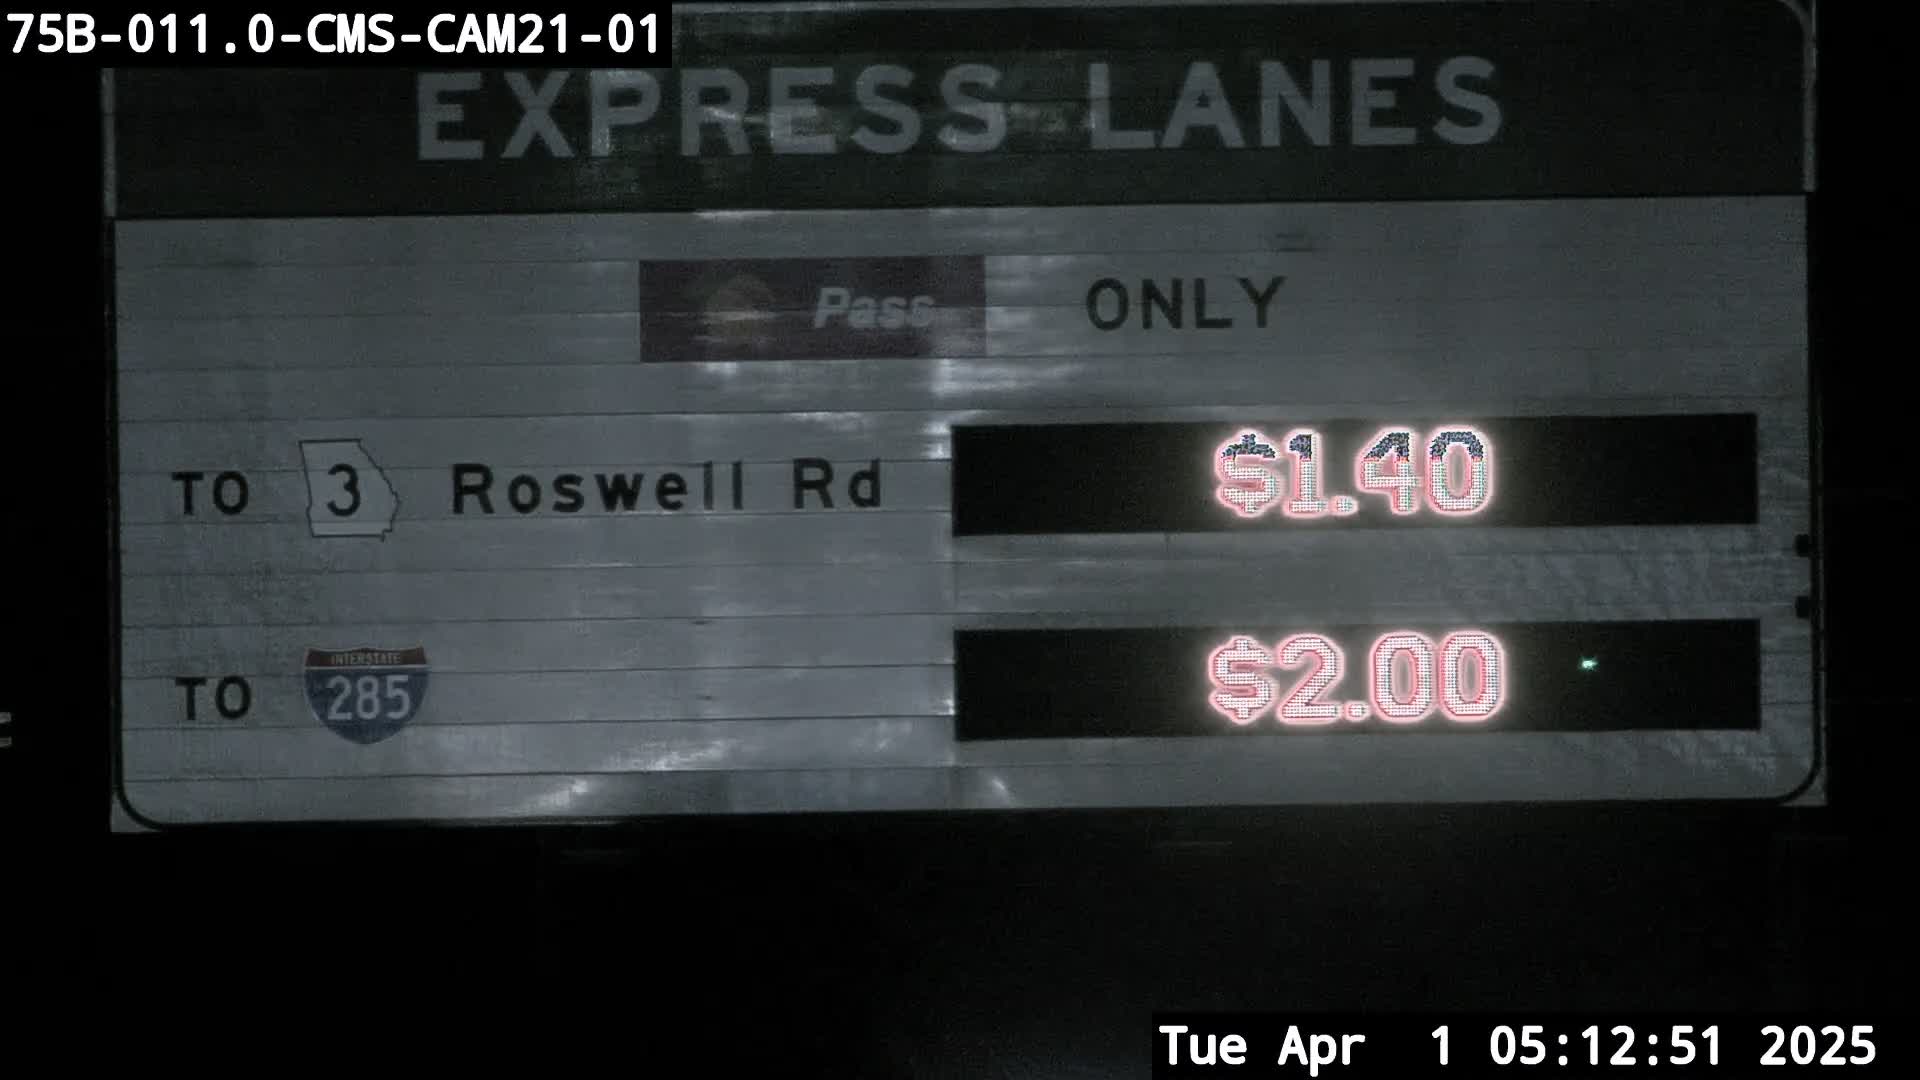 75B-011.0-CMS-CAM21-01
EXPRESS LANES
Pass ONLY
TO 3 Roswell Rd $1.40
TO INTERSTATE 285 $2.00
Tue Apr 1 05:12:51 2025